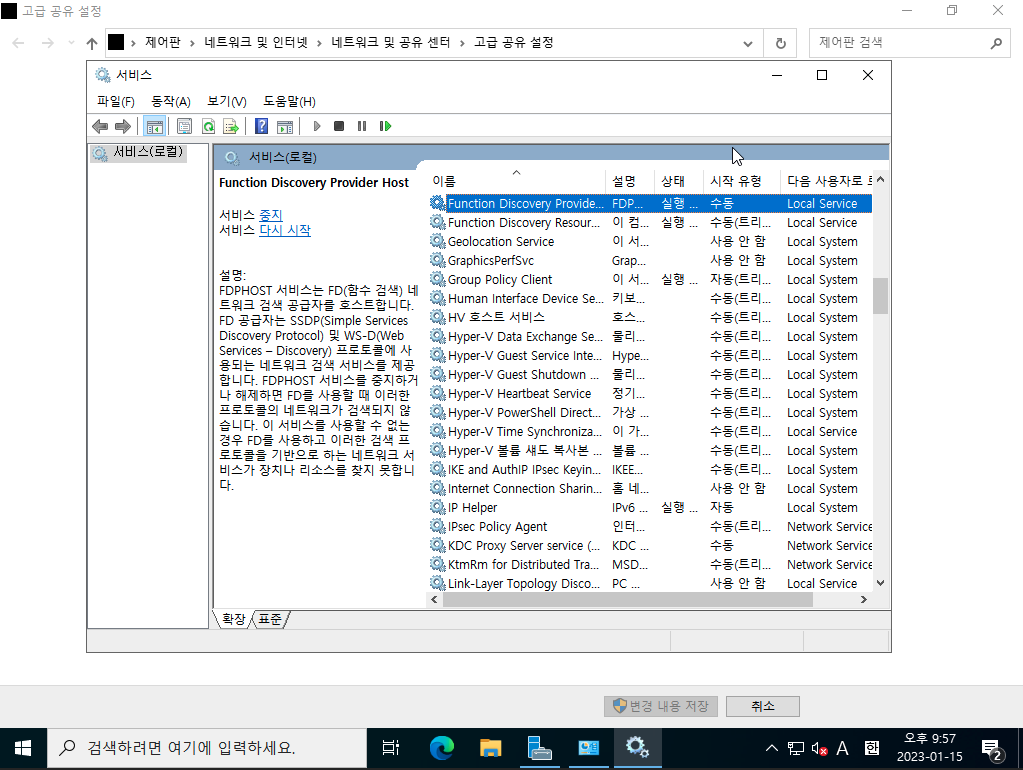 고급 공유 설정
제어판 > 네트워크 및 인터넷 > 네트워크 및 공유 센터 > 고급 공유 설정
제어판 검색
서비스
파일(F) 동작(A) 보기(V) 도움말(H)
서비스(로컬)
서비스(로컬)
Function Discovery Provider Host
서비스 중지
서비스 다시 시작
설명:
FDPHOST 서비스는 FD(함수 검색) 네
트워크 검색 공급자를 호스트합니다.
FD 공급자는 SSDP(Simple Services
Discovery Protocol) 및 WS-D(Web
Services – Discovery) 프로토콜에 사
용되는 네트워크 검색 서비스를 제공
합니다. FDPHOST 서비스를 중지하거
나 해제하면 FD를 사용할 때 이러한
프로토콜의 네트워크가 검색되지 않
습니다. 이 서비스를 사용할 수 없는
경우 FD를 사용하고 이러한 검색 프
로토콜을 기반으로 하는 네트워크 서
비스가 장치나 리소스를 찾지 못합니
다.
이름 설명 상태 시작 유형 다음 사용자로
Function Discovery Provide... FDP... 실행 ... 수동 Local Service
Function Discovery Resour... 이 컴... 실행 ... 수동(트리... Local Service
Geolocation Service 이 서... 사용 안 함 Local System
GraphicsPerfSvc Grap... 사용 안 함 Local System
Group Policy Client 이 서... 실행 ... 자동(트리... Local System
Human Interface Device Se... 키보... 수동(트리... Local System
HV 호스트 서비스 호스... 수동(트리... Local System
Hyper-V Data Exchange Se... 물리... 수동(트리... Local System
Hyper-V Guest Service Inte... Hype... 수동(트리... Local System
Hyper-V Guest Shutdown ... 물리... 수동(트리... Local System
Hyper-V Heartbeat Service 정기... 수동(트리... Local System
Hyper-V PowerShell Direct... 가상 ... 수동(트리... Local System
Hyper-V Time Synchroniza... 이 가... 수동(트리... Local Service
Hyper-V 볼륨 섀도 복사본 ... 볼륨 ... 수동(트리... Local System
IKE and AuthIP IPsec Keyin... IKEE... 수동(트리... Local System
Internet Connection Sharin... 홈 네... 사용 안 함 Local System
IP Helper IPv6 ... 실행 ... 자동 Local System
IPsec Policy Agent 인터... 수동(트리... Network Service
KDC Proxy Server service (... KDC ... 수동 Network Service
KtmRm for Distributed Tra... MSD... 수동(트리... Network Service
Link-Layer Topology Disco... PC ... 사용 안 함 Local Service
확장 표준
변경 내용 저장 취소
검색하려면 여기에 입력하세요.
A 한
오후 9:57
2023-01-15
2